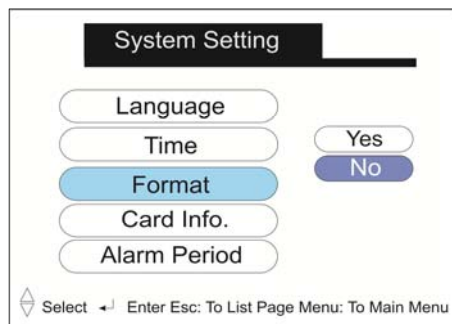 System Setting
Language
Time
Format
Card Info.
Alarm Period
Yes
No
Select ↵ Enter Esc: To List Page Menu: To Main Menu